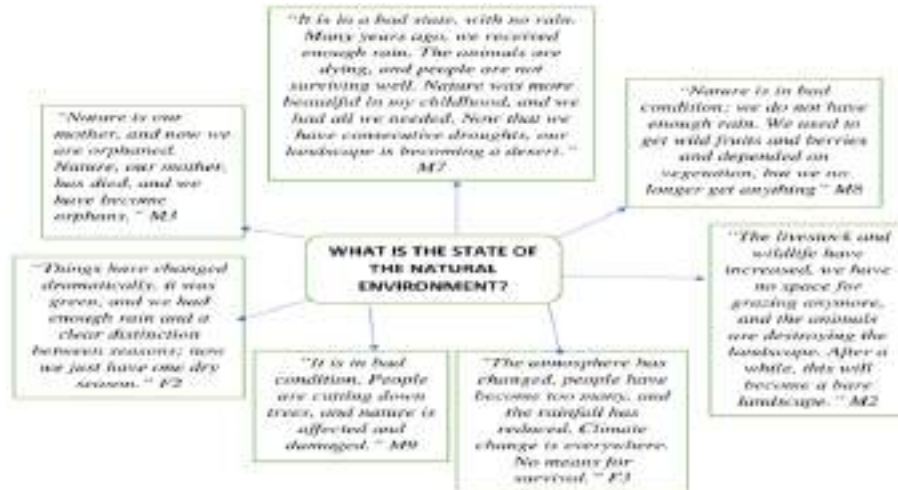 "It is in a bad state, with no rain.
Many years ago, we received
enough rain. The animals are
dying, and people are not
surviving well. Nature was more
beautiful in my childhood, and we
had all we needed. Now that we
have consecutive droughts, our
landscape is becoming a desert."
M7
"Nature is in bad
condition; we do not have
enough rain. We used to
get wild fruits and berries
and depended on
vegetation, but we no
longer get anything" M8
"Nature is our
mother, and now we
are orphaned.
Nature, our mother,
has died, and we
have become
orphans." M3
WHAT IS THE STATE OF
THE NATURAL
ENVIRONMENT?
"The livestock and
wildlife have
increased, we have
no space for
grazing anymore,
and the animals
are destroying the
landscape. After a
while, this will
become a bare
landscape." M2
"Things have changed
dramatically, it was
green, and we had
enough rain and a
clear distinction
between seasons; now
we just have one dry
season." F2
"It is in bad
condition. People
are cutting down
trees, and nature is
affected and
damaged." M9
"The atmosphere has
changed, people have
become too many, and
the rainfall has
reduced. Climate
change is everywhere.
No means for
survival." F3